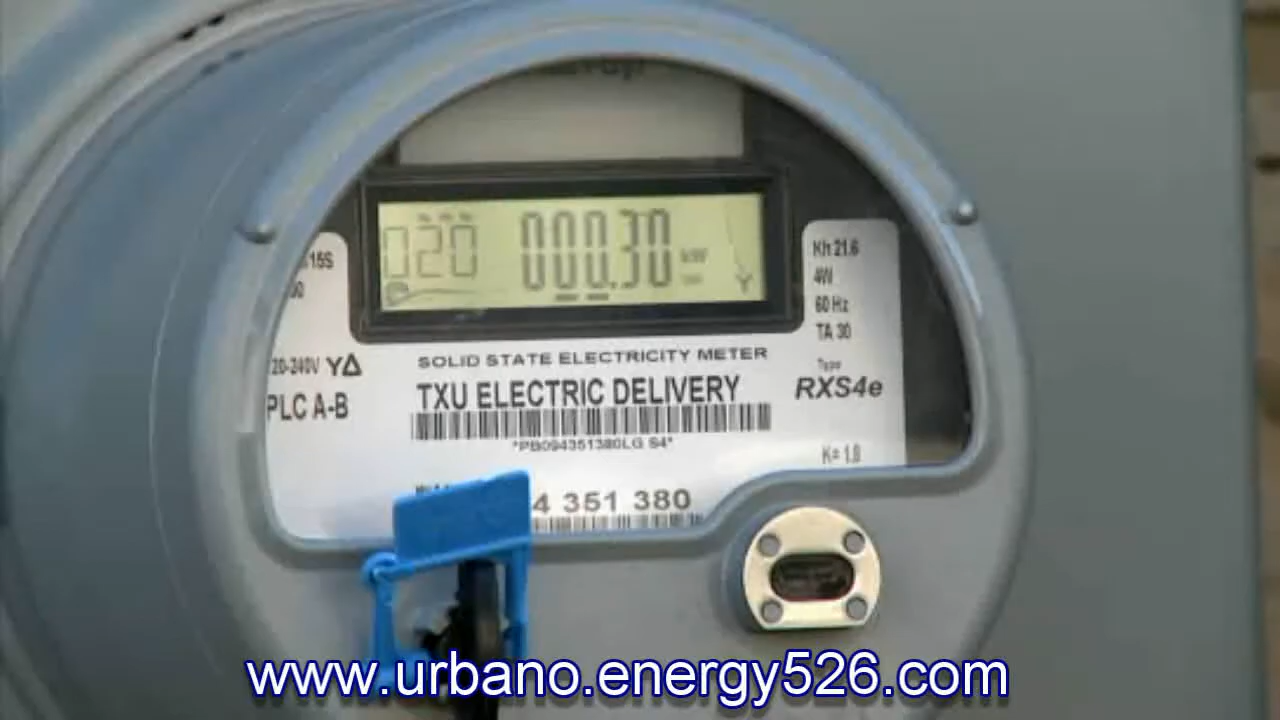 020 000.30 kW
15S
Kh 21.6
4W
60 Hz
TA 30
20-240V YΔ
PLC A-B
SOLID STATE ELECTRICITY METER
TXU ELECTRIC DELIVERY
*PB094351380LG S4*
Type
RXS4e
K= 1.8
4 351 380
www.urbano.energy526.com